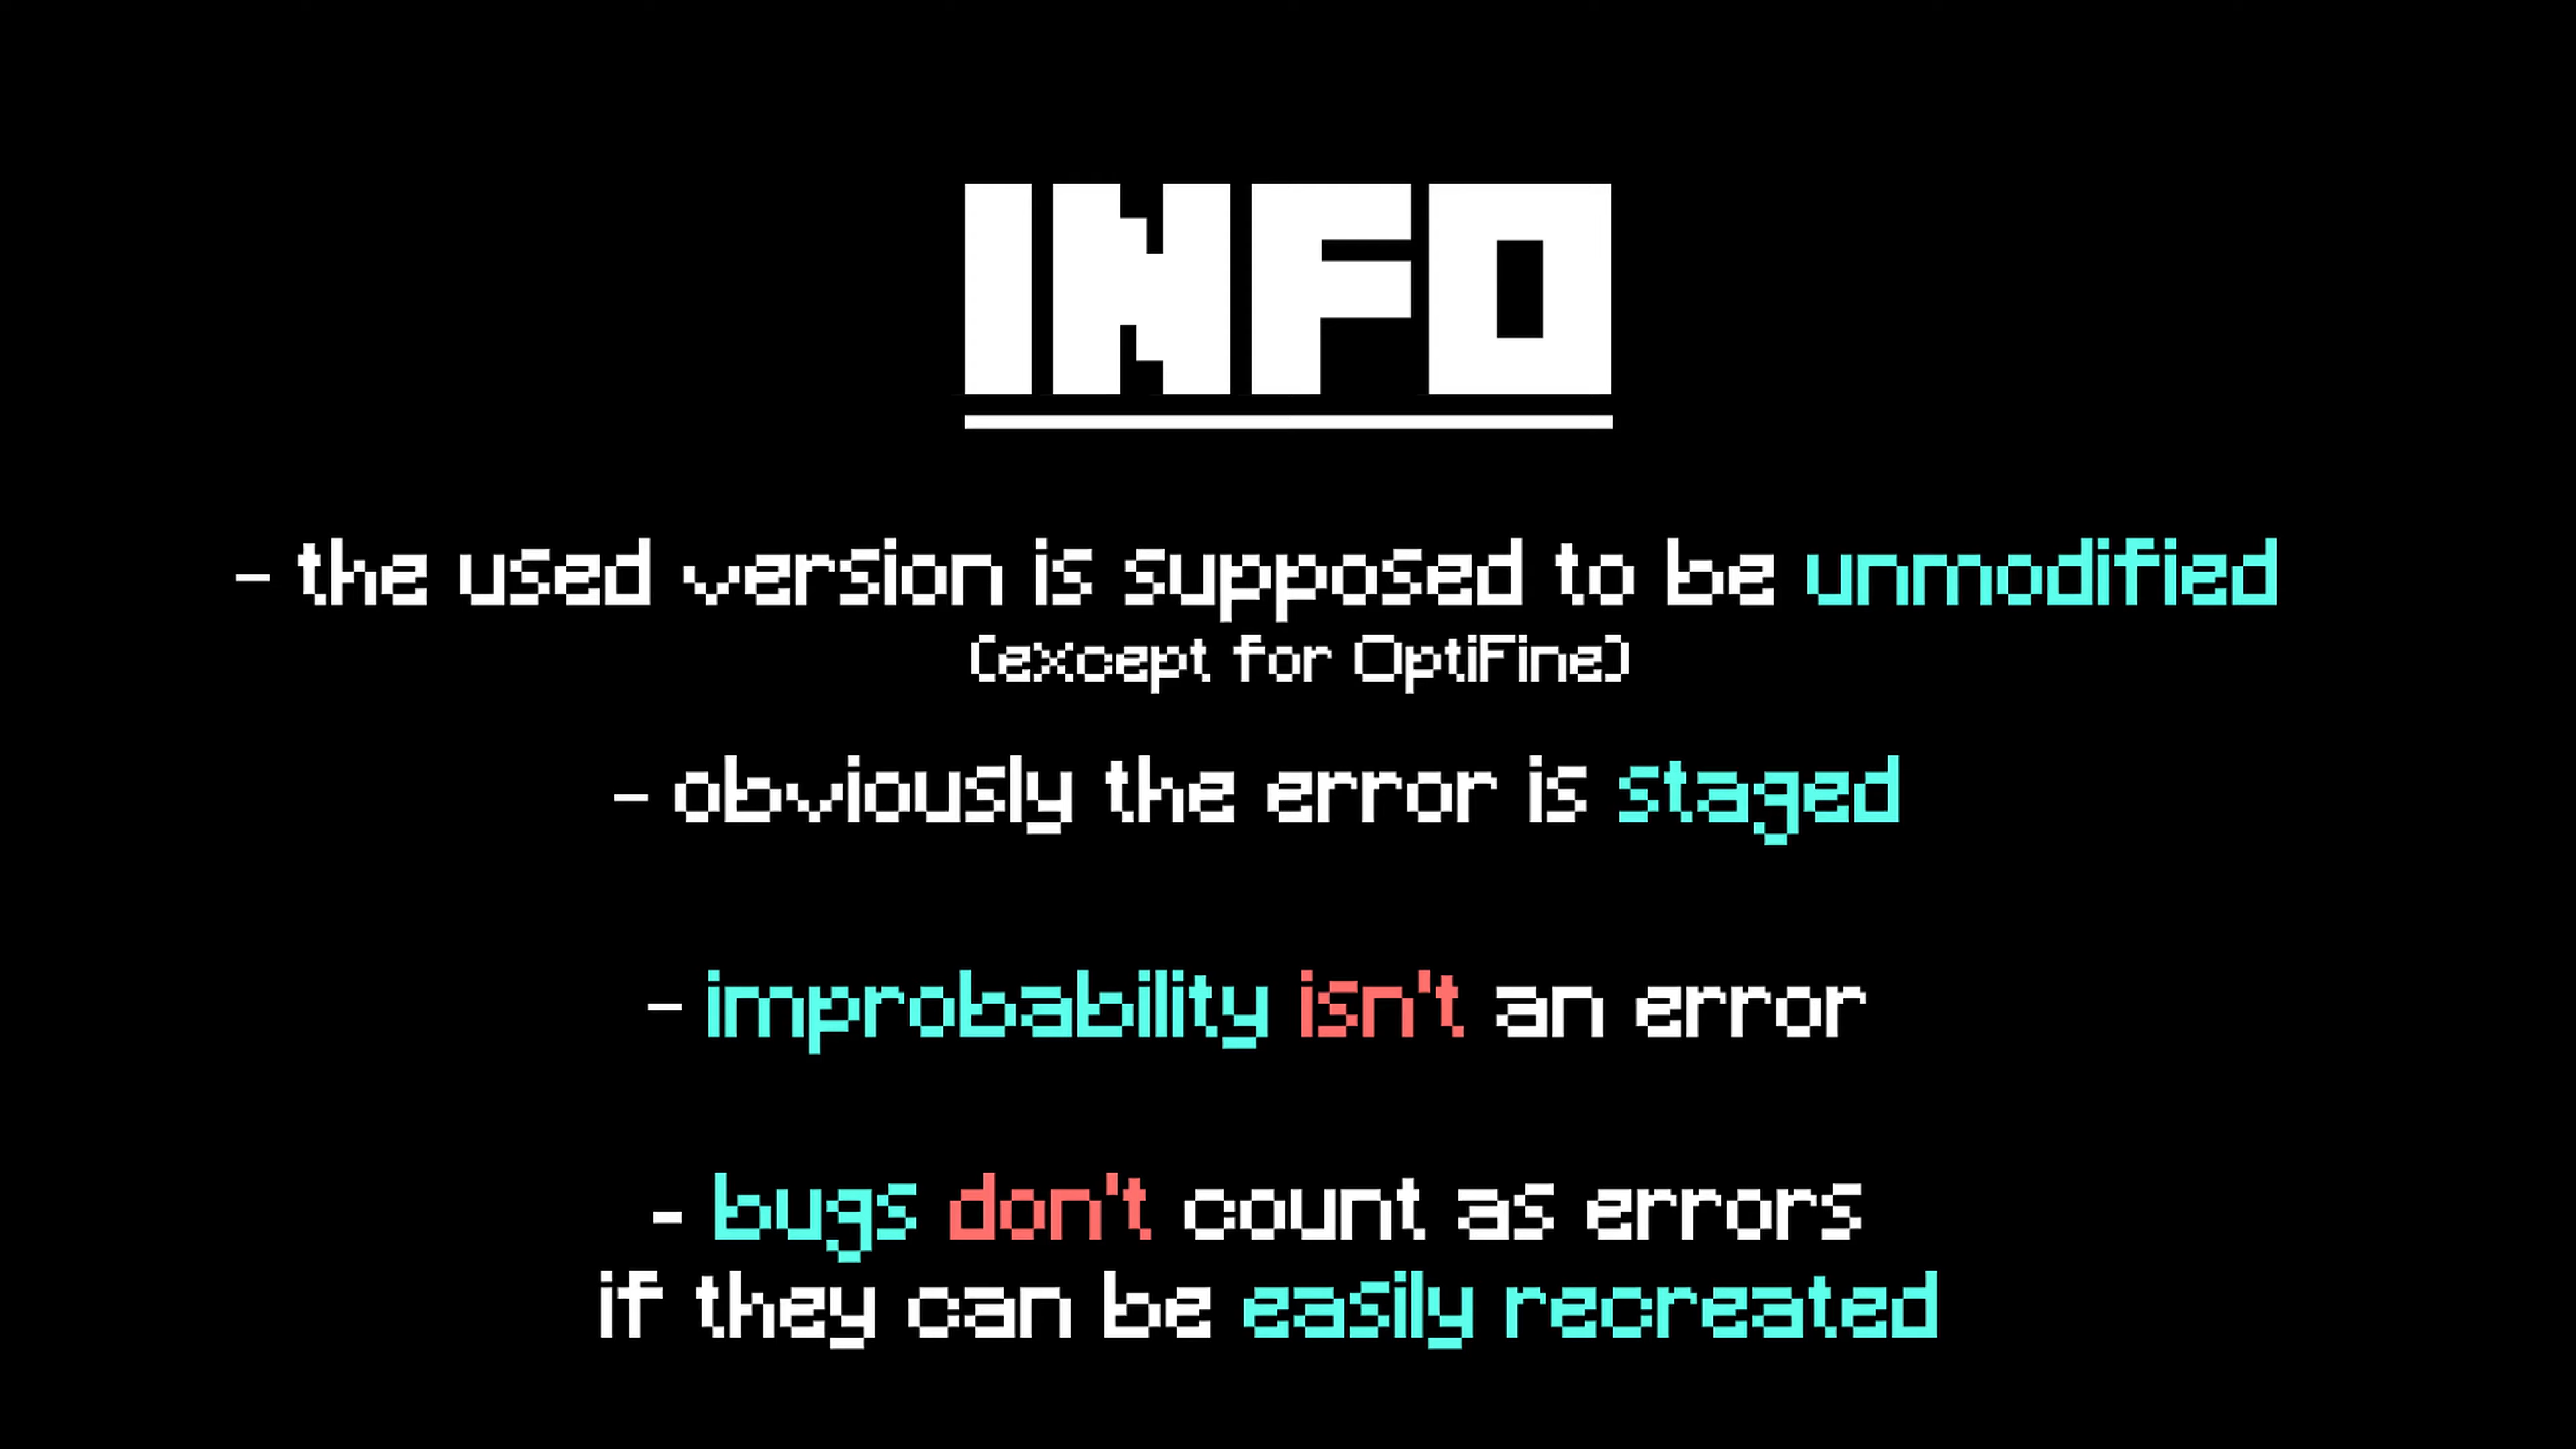 INFO
- the used version is supposed to be unmodified
(except for OptiFine)
- obviously the error is staged
- improbability isn't an error
- bugs don't count as errors
if they can be easily recreated